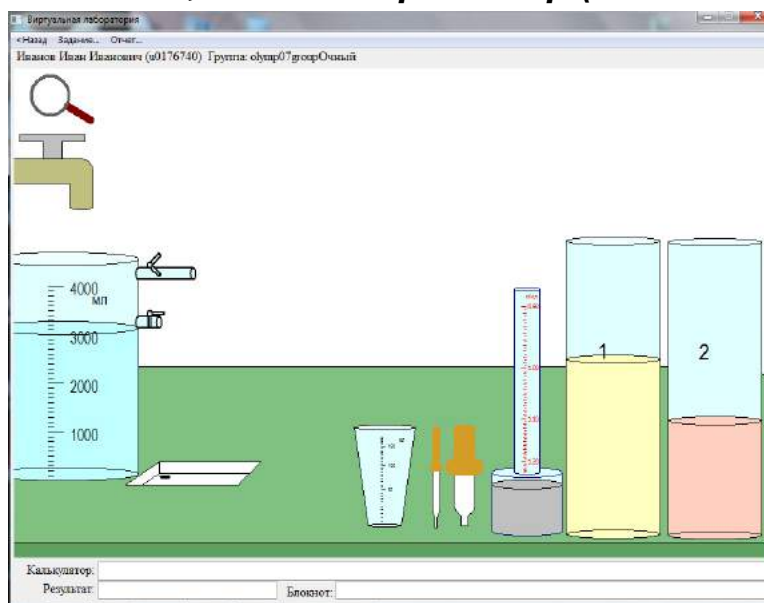 Виртуальная лаборатория
<Назад Задание... Отчет...
Иванов Иван Иванович (u0176740) Группа: olymp07groupОчный
4000
мл
3000
2000
1000
1
2
Калькулятор:
Результат:
Блокнот: